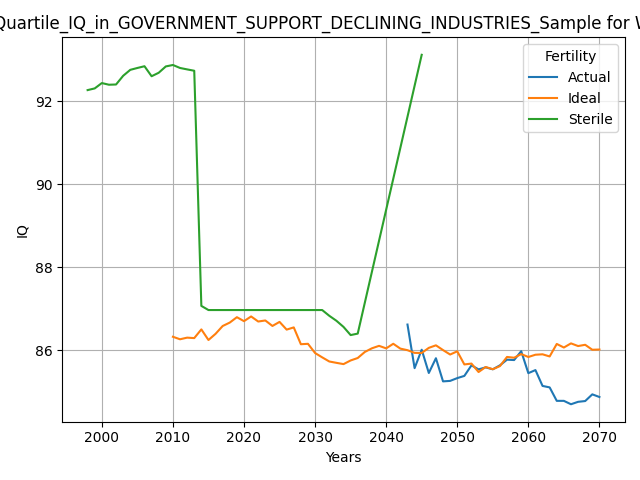 Quartile_IQ_in_GOVERNMENT_SUPPORT_DECLINING_INDUSTRIES_Sample for
Fertility
Actual
Ideal
Sterile
IQ
92
90
88
86
2000 2010 2020 2030 2040 2050 2060 2070
Years